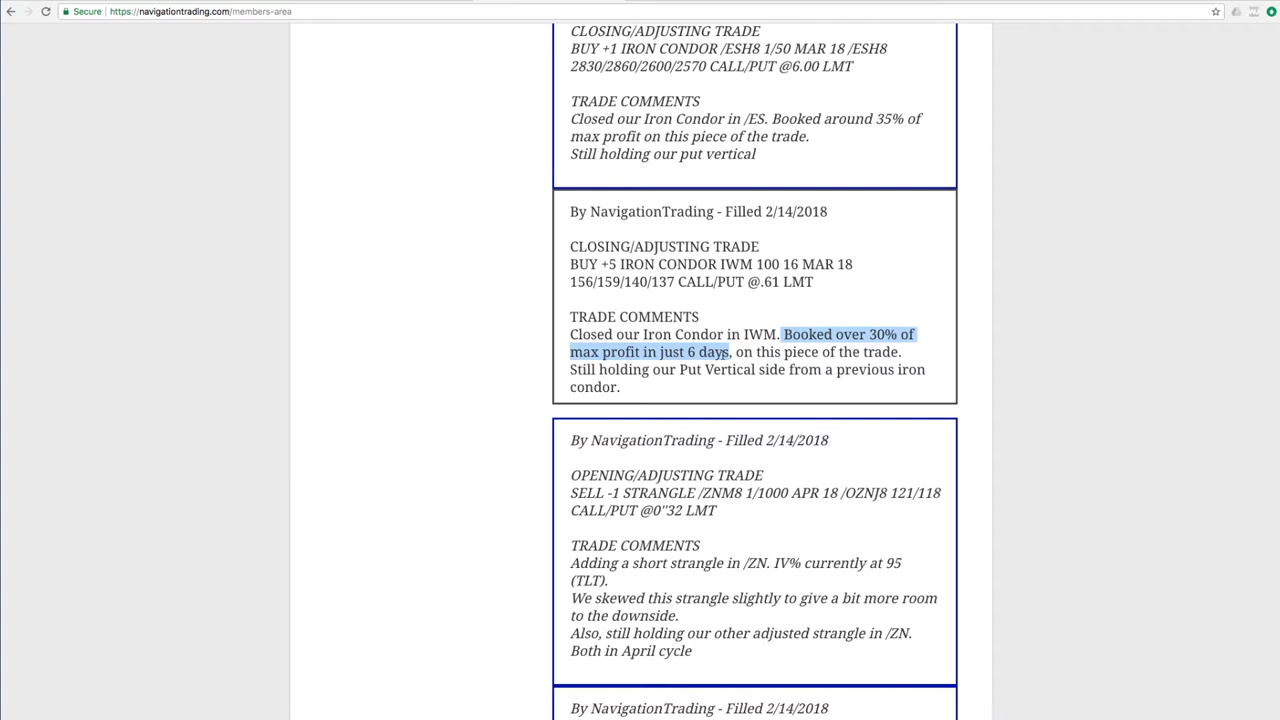 Secure
https://navigationtrading.com/members-area
CLOSING/ADJUSTING TRADE
BUY +1 IRON CONDOR /ESH8 1/50 MAR 18 /ESH8
2830/2860/2600/2570 CALL/PUT @6.00 LMT
TRADE COMMENTS
Closed our Iron Condor in /ES. Booked around 35% of
max profit on this piece of the trade.
Still holding our put vertical
By NavigationTrading - Filled 2/14/2018
CLOSING/ADJUSTING TRADE
BUY +5 IRON CONDOR IWM 100 16 MAR 18
156/159/140/137 CALL/PUT @.61 LMT
TRADE COMMENTS
Closed our Iron Condor in IWM. Booked over 30% of
max profit in just 6 days, on this piece of the trade.
Still holding our Put Vertical side from a previous iron
condor.
By NavigationTrading - Filled 2/14/2018
OPENING/ADJUSTING TRADE
SELL -1 STRANGLE /ZNM8 1/1000 APR 18 /OZNJ8 121/118
CALL/PUT @0"32 LMT
TRADE COMMENTS
Adding a short strangle in /ZN. IV% currently at 95
(TLT).
We skewed this strangle slightly to give a bit more room
to the downside.
Also, still holding our other adjusted strangle in /ZN.
Both in April cycle
By NavigationTrading - Filled 2/14/2018